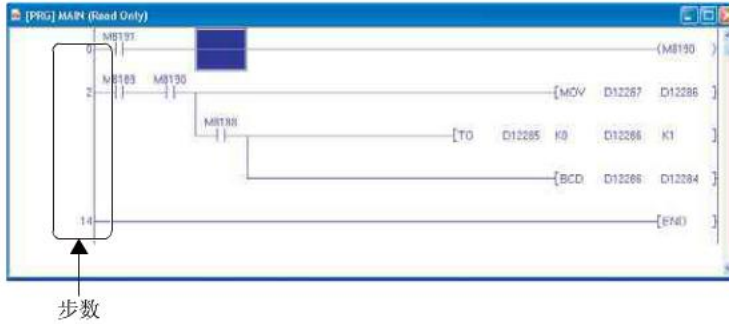 [PRG] MAIN (Read Only)
M8191
0 (M8190 )
M8189 M8190
2 [MOV D12287 D12286 ]
M8188
[TO D12285 K0 D12286 K1 ]
[BCD D12286 D12284 ]
14 [END ]
步数